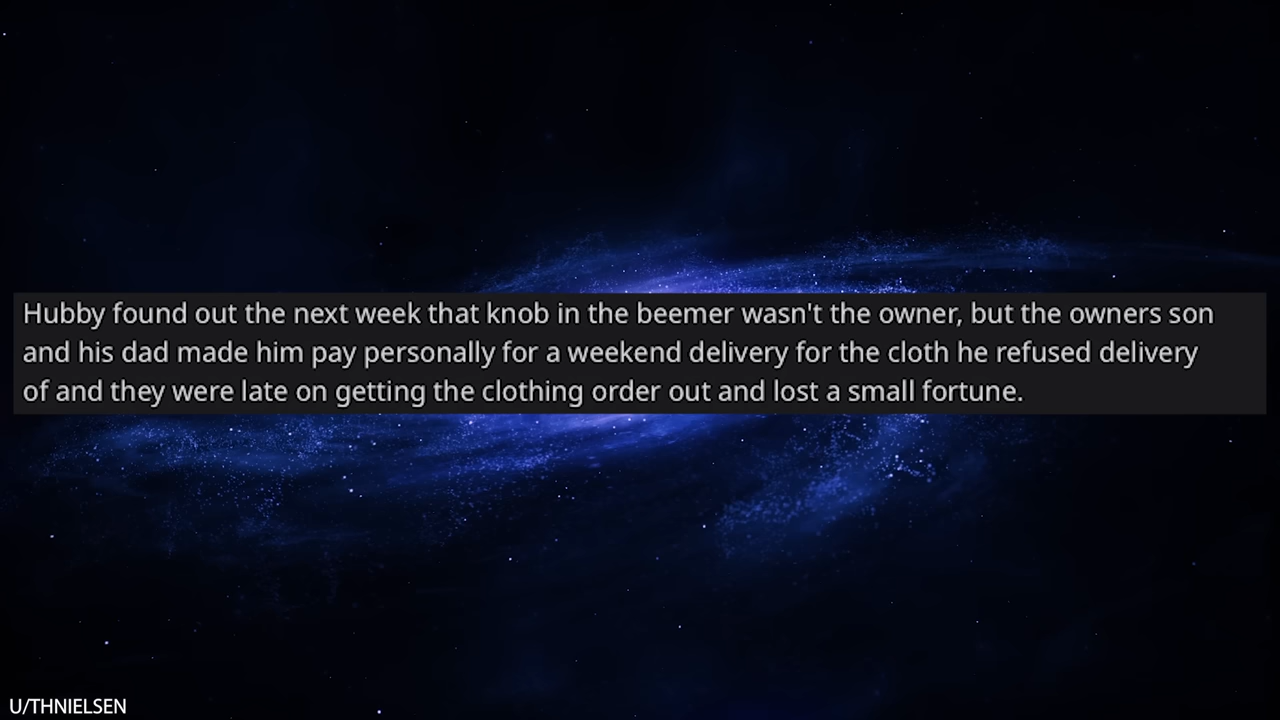 Hubby found out the next week that knob in the beemer wasn't the owner, but the owners son
and his dad made him pay personally for a weekend delivery for the cloth he refused delivery
of and they were late on getting the clothing order out and lost a small fortune.
U/THNIELSEN